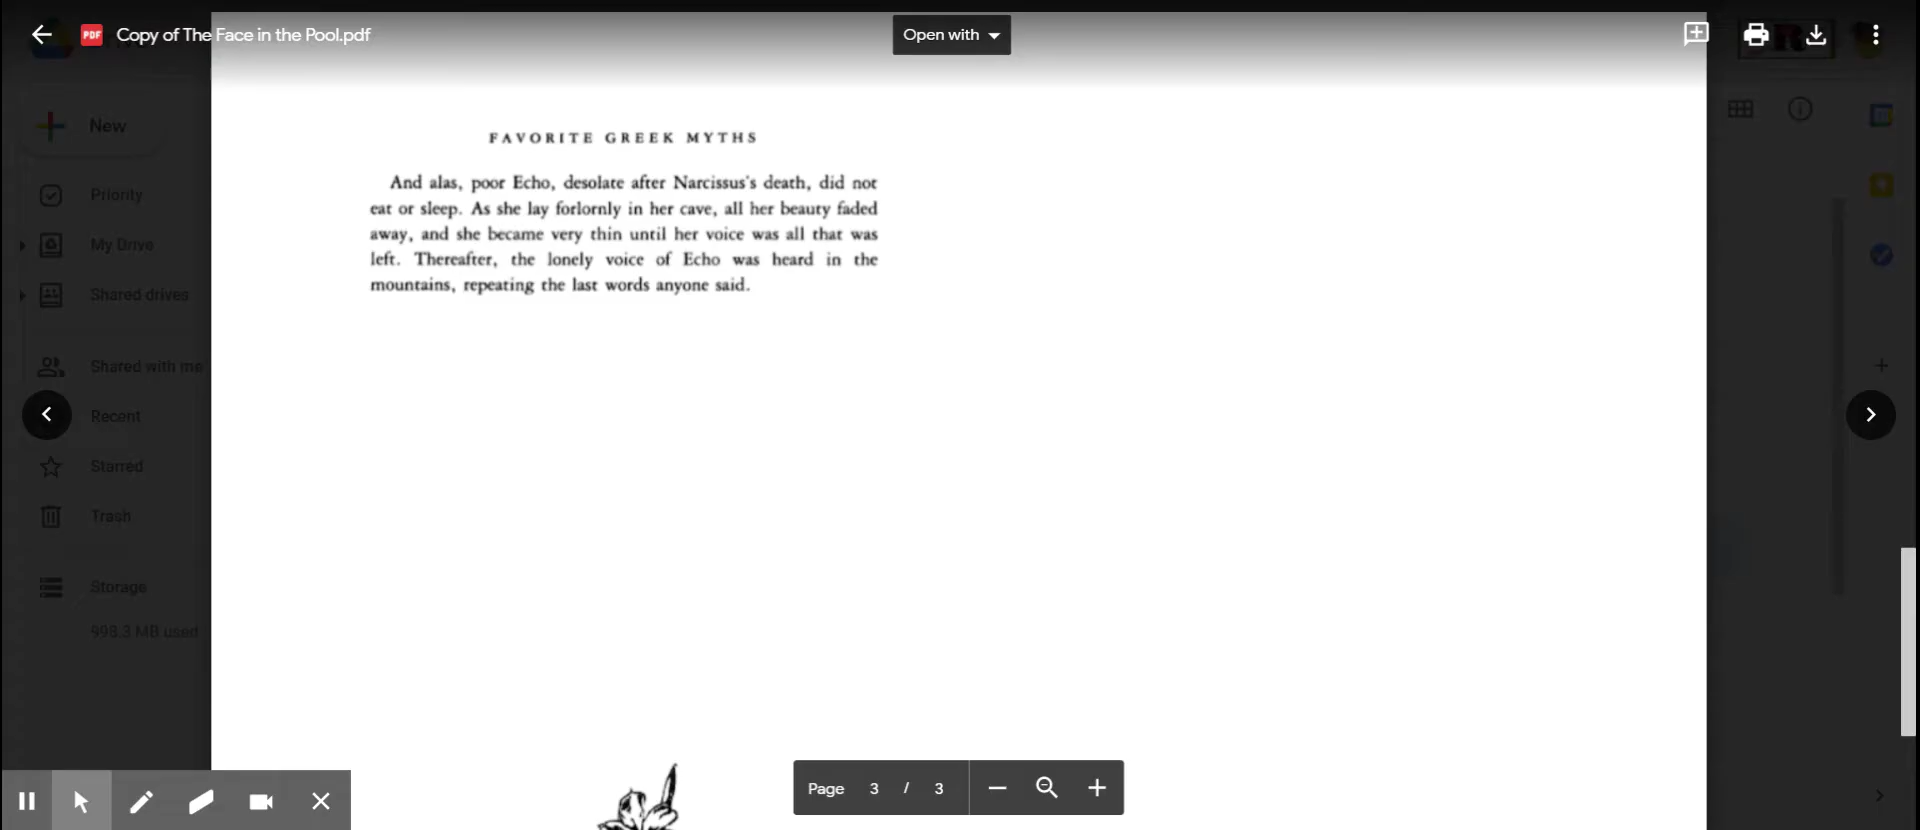 Copy of The Face in the Pool.pdf
Open with
New
Priority
My Drive
Shared drives
Shared with me
Recent
Starred
Trash
Storage
998.3 MB used
FAVORITE GREEK MYTHS
And alas, poor Echo, desolate after Narcissus's death, did not
eat or sleep. As she lay forlornly in her cave, all her beauty faded
away, and she became very thin until her voice was all that was
left. Thereafter, the lonely voice of Echo was heard in the
mountains, repeating the last words anyone said.
Page 3 / 3